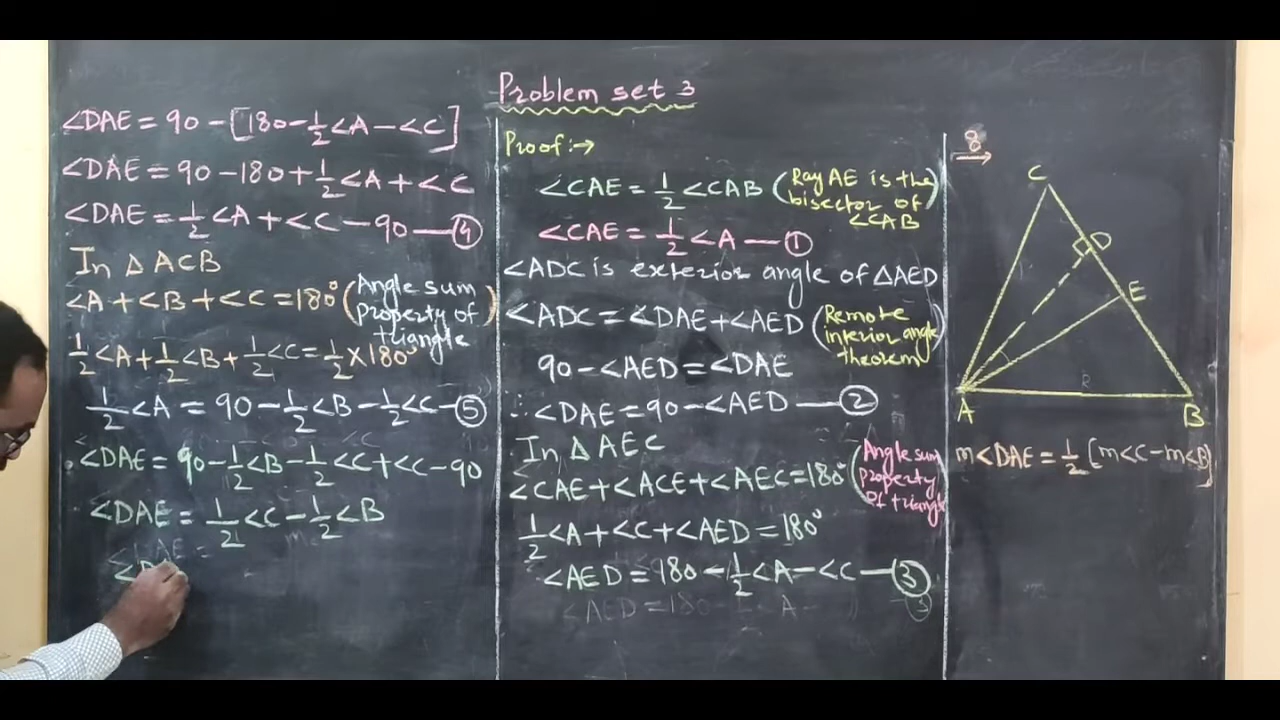 Problem set 3
Proof:→
∠CAE = 1/2 ∠CAB (Ray AE is the bisector of ∠CAB)
∠CAE = 1/2 ∠A — ①
∠ADC is exterior angle of △AED
∠ADC = ∠DAE + ∠AED (Remote interior angle theorem)
90 - ∠AED = ∠DAE
∴ ∠DAE = 90 - ∠AED — ②
In △AEC
∠CAE + ∠ACE + ∠AEC = 180° (Angle sum property of triangle)
1/2 ∠A + ∠C + ∠AED = 180°
∠AED = 180 - 1/2 ∠A - ∠C — ③
∠DAE = 90 - [180 - 1/2 ∠A - ∠C]
∠DAE = 90 - 180 + 1/2 ∠A + ∠C
∠DAE = 1/2 ∠A + ∠C - 90 — ④
In △ACB
∠A + ∠B + ∠C = 180° (Angle sum property of triangle)
1/2 ∠A + 1/2 ∠B + 1/2 ∠C = 1/2 × 180°
1/2 ∠A = 90 - 1/2 ∠B - 1/2 ∠C — ⑤
∠DAE = 90 - 1/2 ∠B - 1/2 ∠C + ∠C - 90
∠DAE = 1/2 ∠C - 1/2 ∠B
8 →
C
D
E
A
B
m∠DAE = 1/2 [m∠C - m∠B]